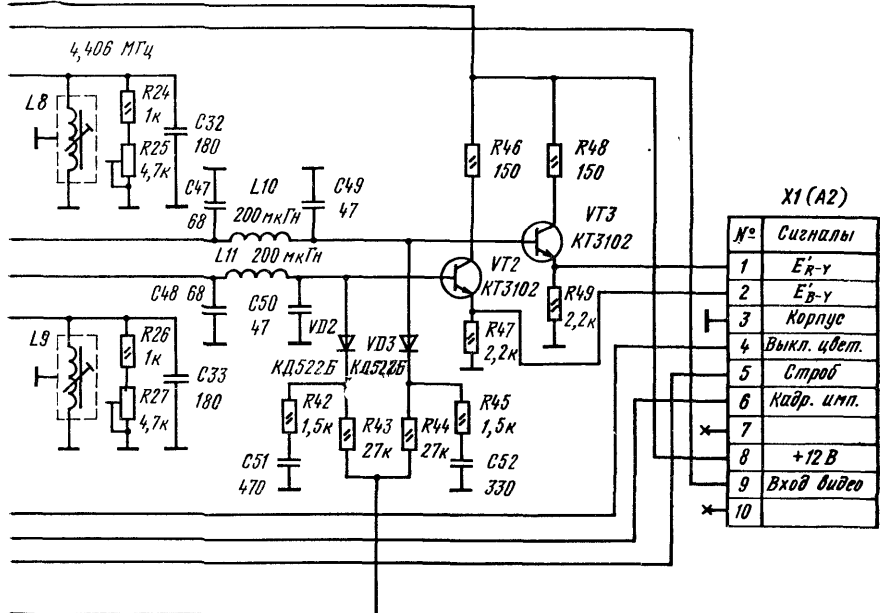 4,406 МГц
L8
R24
1к
R25
4,7к
C32
180
C47
68
L10
200мкГн
C49
47
R46
150
R48
150
VT3
КТ3102
X1 (A2)
№ Сигналы
1 E'R-Y
2 E'B-Y
3 Корпус
4 Выкл. цвет.
5 Строб
6 Кадр. имп.
7
8 +12 В
9 Вход видео
10
L11 200 мкГн
VT2
КТ3102
C48 68
C50
47
VD2
КД522Б
VD3
КД522Б
R49
2,2к
R47
2,2к
L9
R26
1к
R27
4,7к
C33
180
R42
1,5к
R43
27к
R44
27к
R45
1,5к
C51
470
C52
330